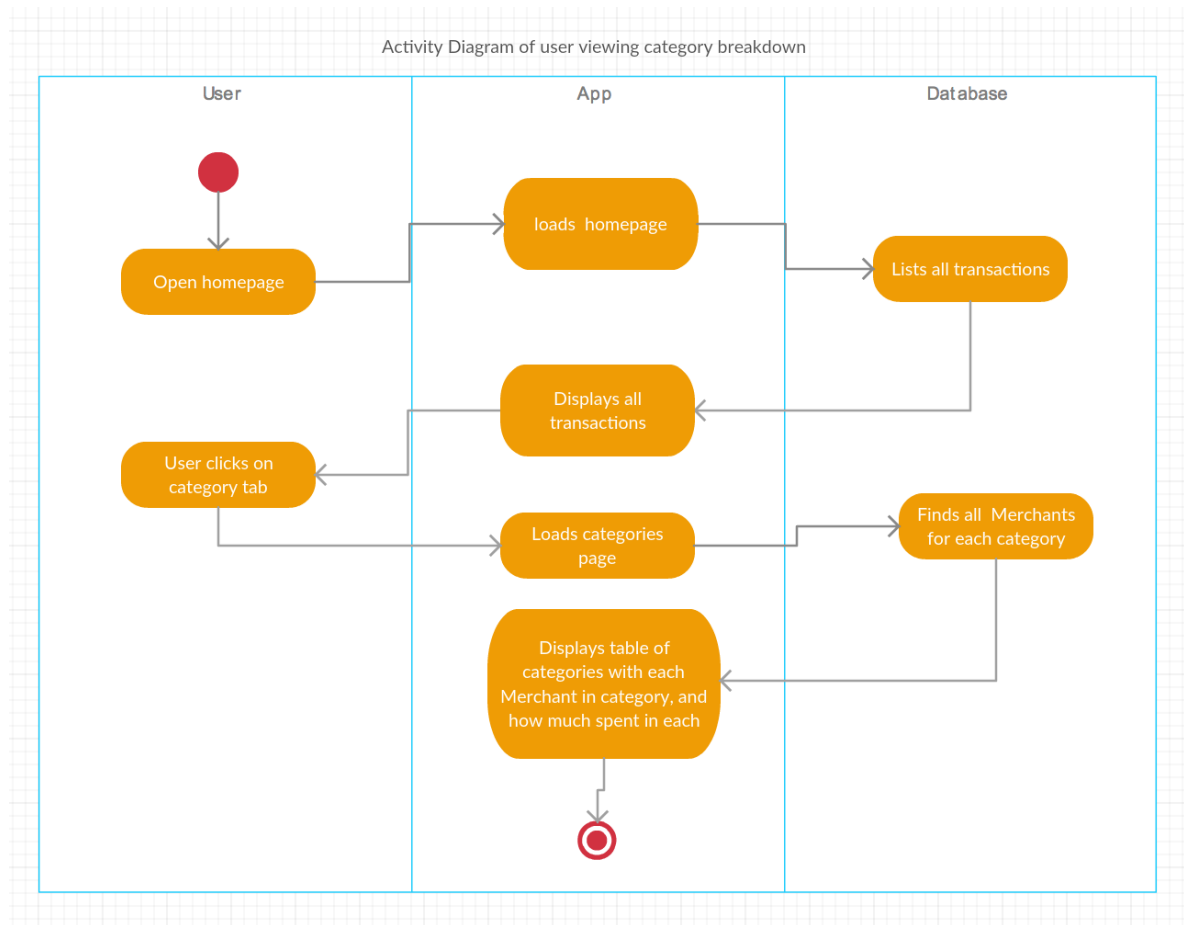 Activity Diagram of user viewing category breakdown
User
App
Database
loads  homepage
Open homepage
Lists all transactions
Displays all
transactions
User clicks on
category tab
Loads categories
page
Finds all  Merchants
for each category
Displays table of
categories with each
Merchant in category, and
how much spent in each